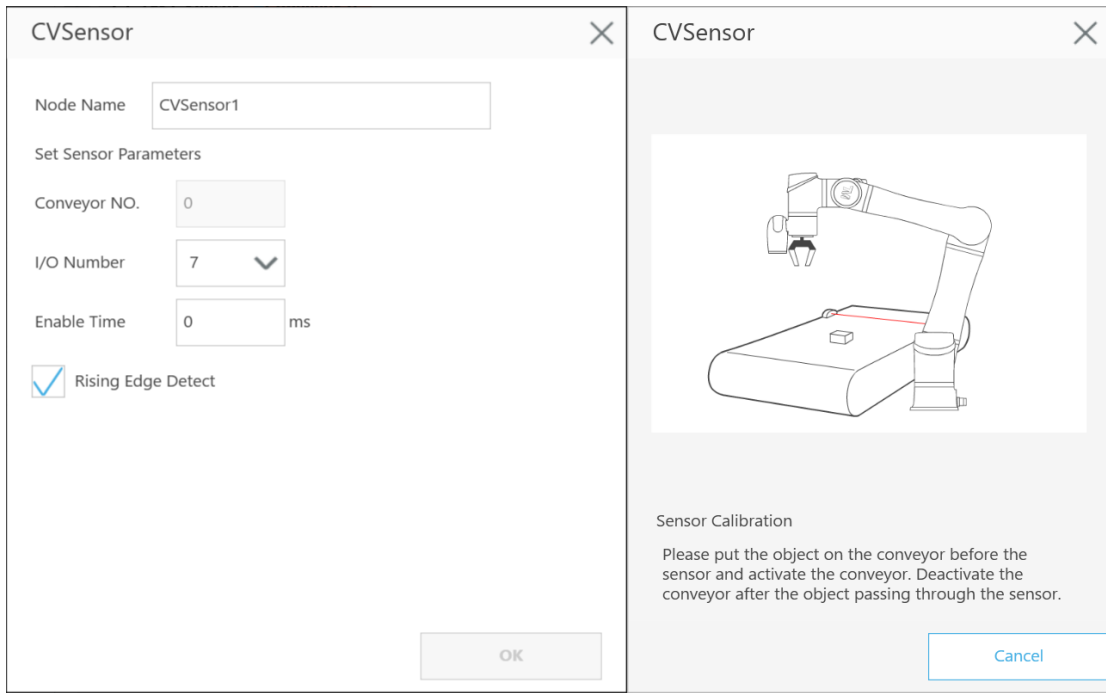 CVSensor
Node Name CVSensor1
Set Sensor Parameters
Conveyor NO. 0
I/O Number 7
Enable Time 0 ms
Rising Edge Detect
OK
CVSensor
Sensor Calibration
Please put the object on the conveyor before the
sensor and activate the conveyor. Deactivate the
conveyor after the object passing through the sensor.
Cancel